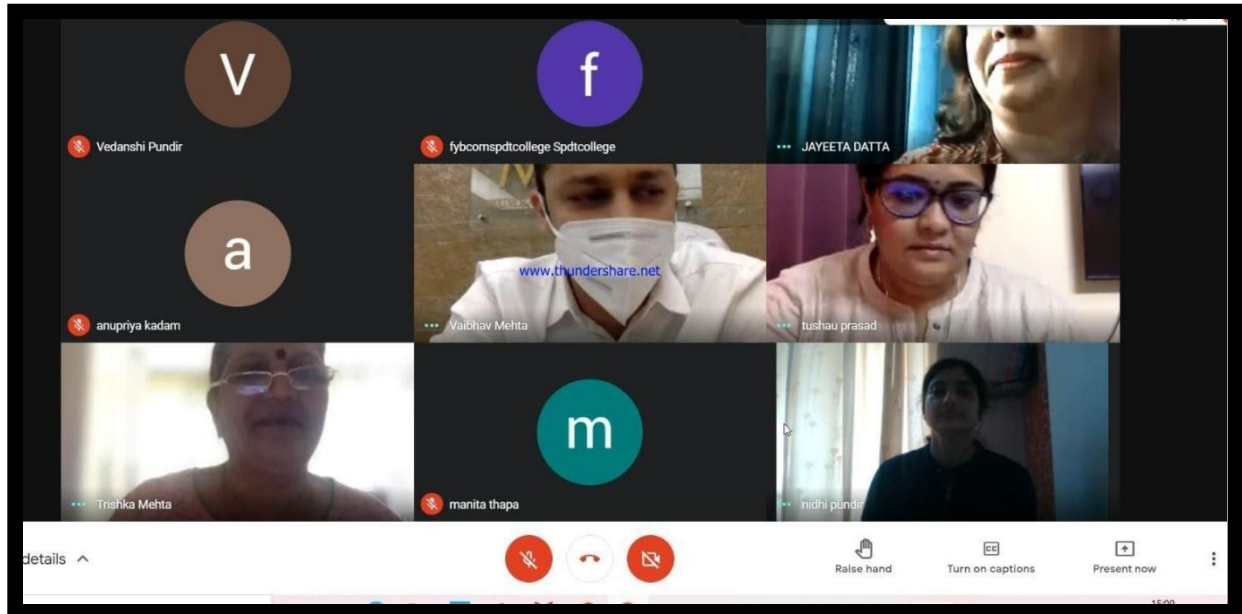 V
Vedanshi Pundir
f
fybcomspdtcollege Spdtcollege
JAYEETA DATTA
a
anupriya kadam
www.thundershare.net
Vaibhav Mehta
tushau prasad
Trishka Mehta
m
manita thapa
nidhi pundir
details
Raise hand
CC
Turn on captions
Present now